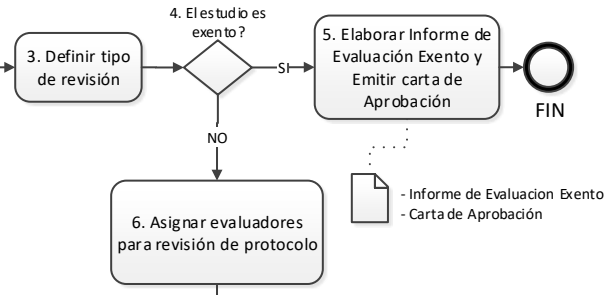 3. Definir tipo
de revisión
4. El estudio es
exento?
SI
5. Elaborar Informe de
Evaluación Exento y
Emitir carta de
Aprobación
FIN
NO
- Informe de Evaluacion Exento
- Carta de Aprobación
6. Asignar evaluadores
para revisión de protocolo